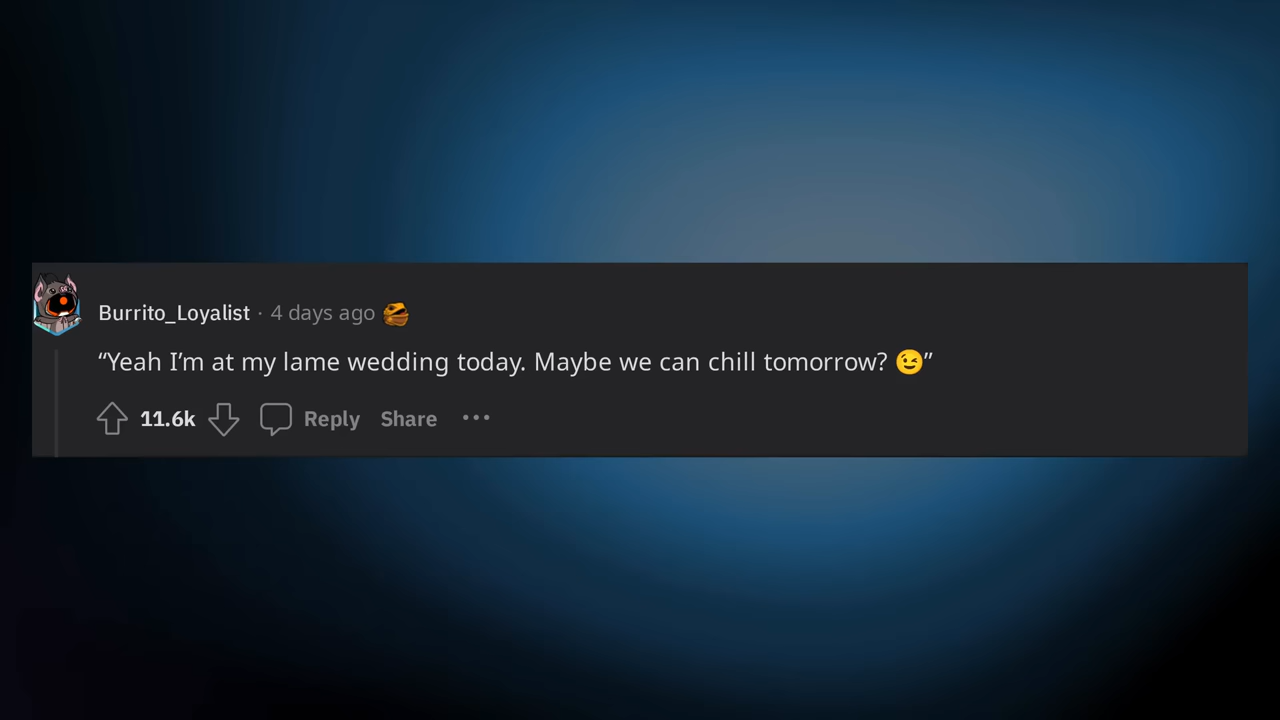 Burrito_Loyalist · 4 days ago
“Yeah I’m at my lame wedding today. Maybe we can chill tomorrow? 😉”
11.6k Reply Share ···